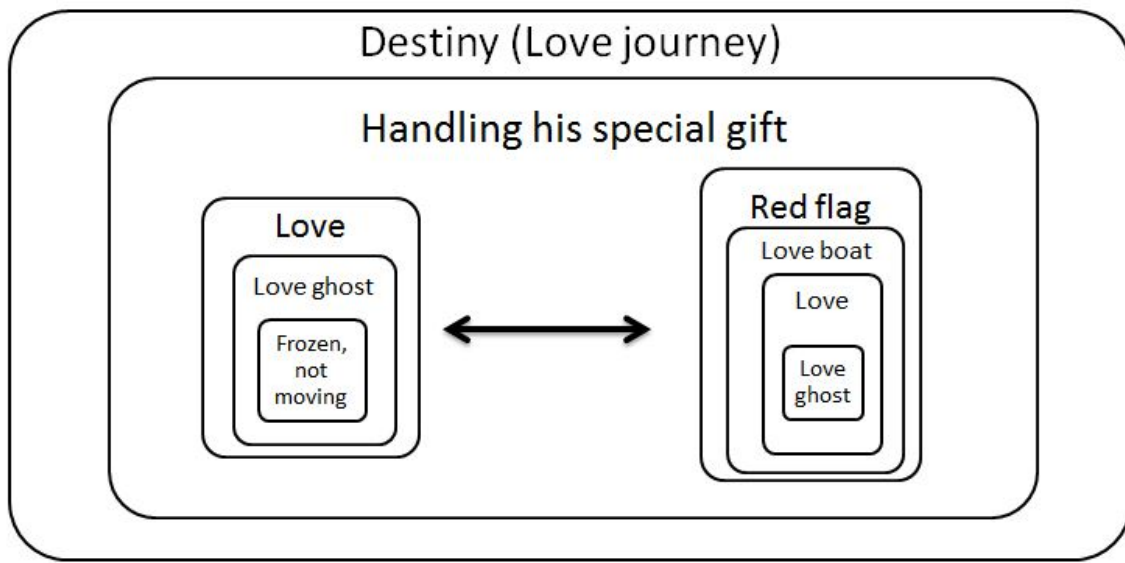 Destiny (Love journey)
Handling his special gift
Love
Love ghost
Frozen,
not
moving
Red flag
Love boat
Love
Love
ghost